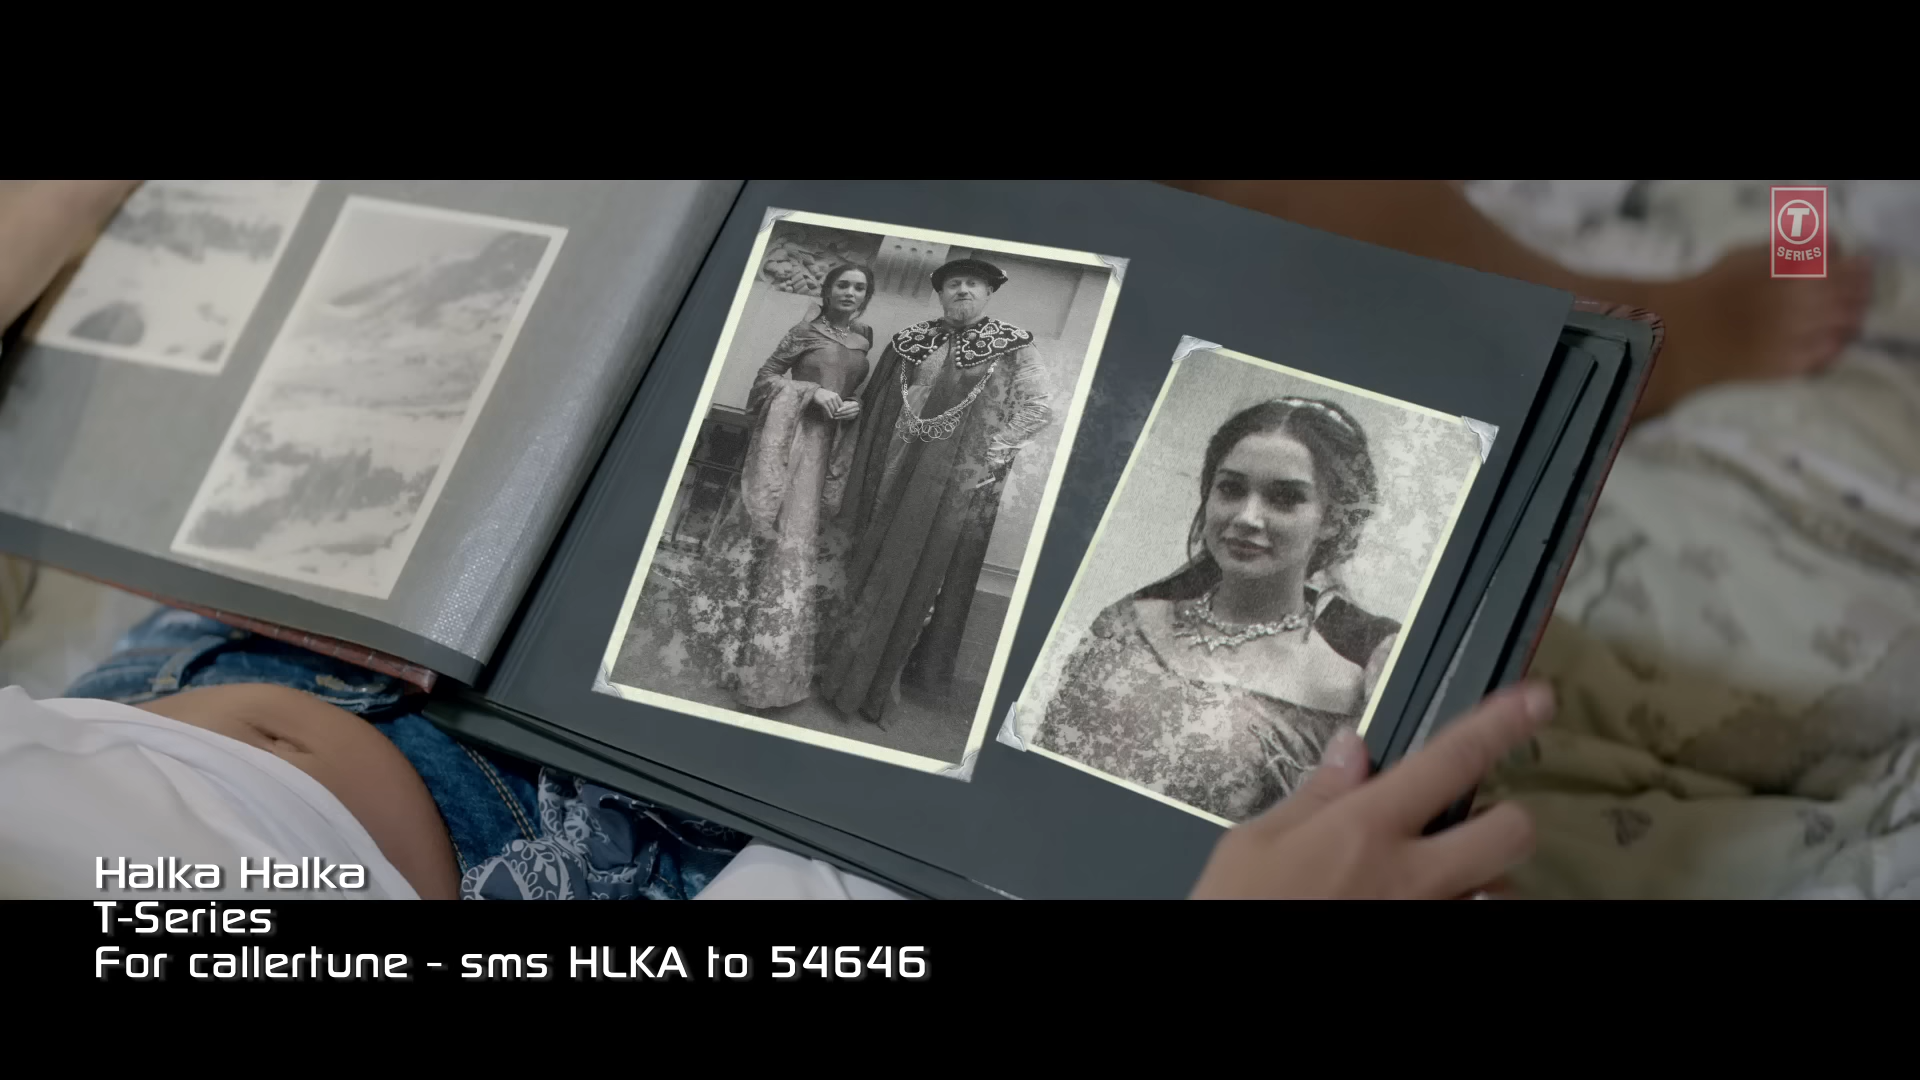 T
SERIES
Halka Halka
T-Series
For callertune - sms HLKA to 54646